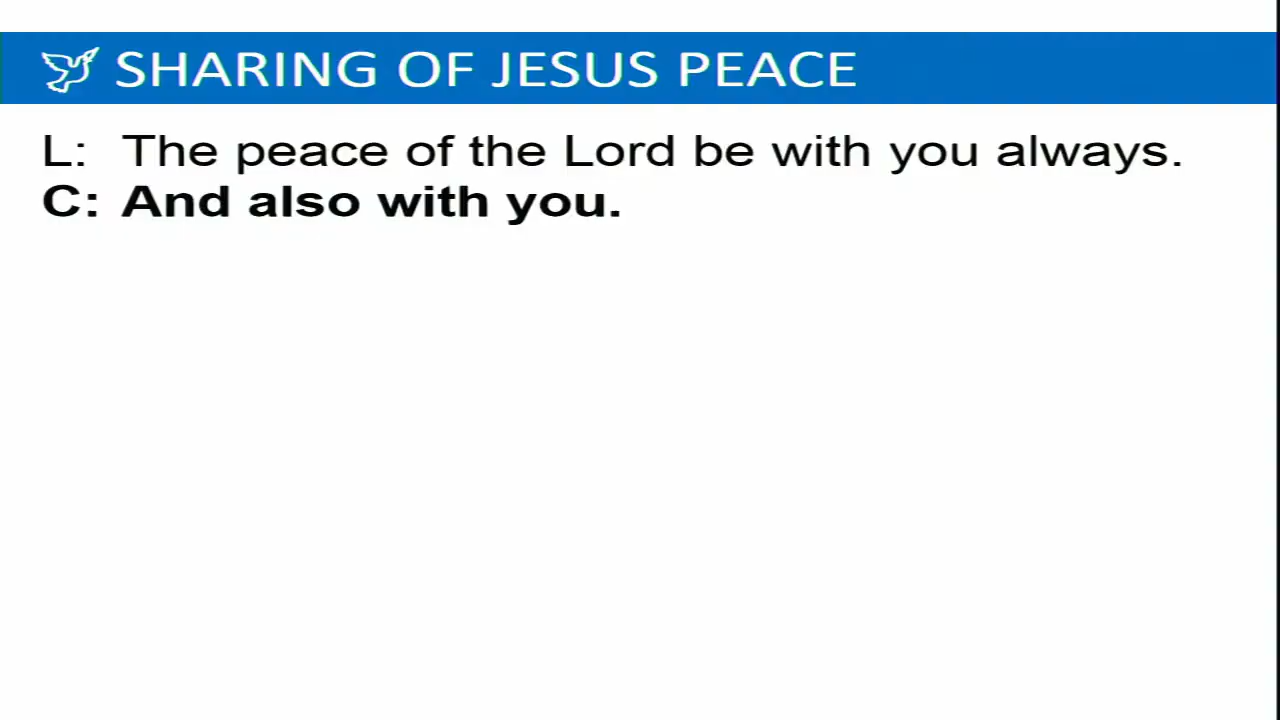 SHARING OF JESUS PEACE
L: The peace of the Lord be with you always.
C: And also with you.